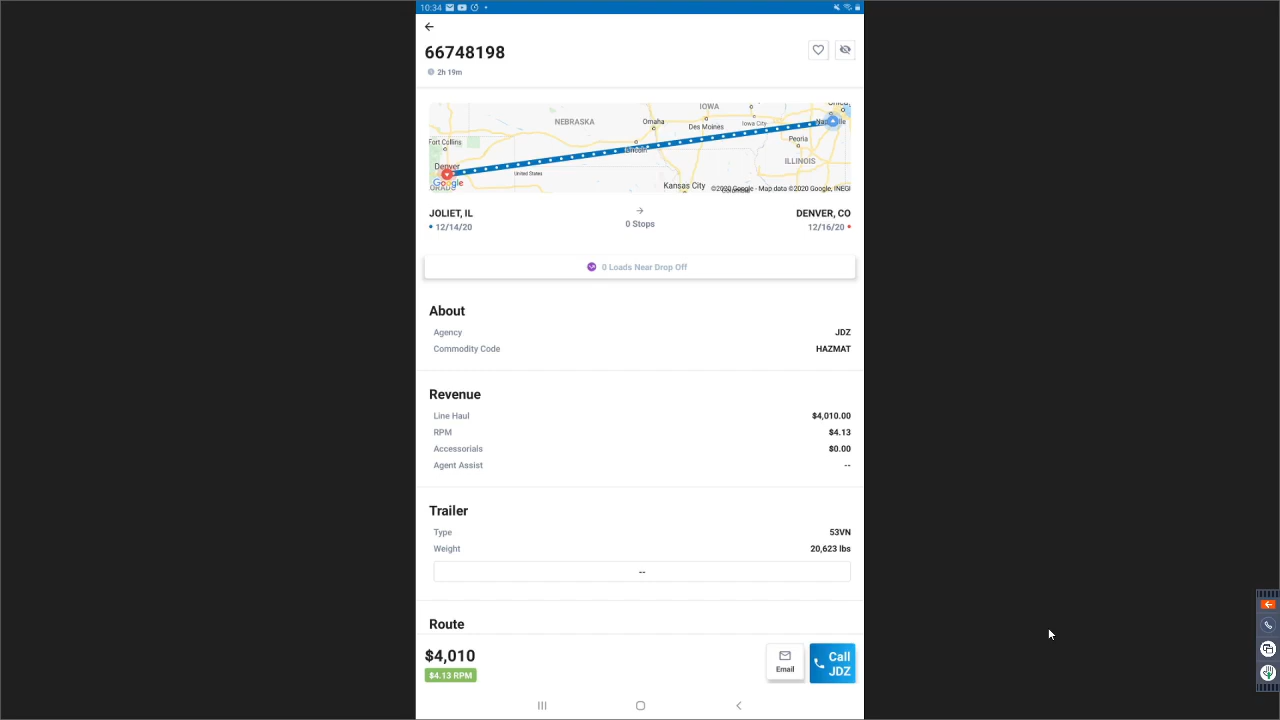 10:34
66748198
2h 19m
NEBRASKA
IOWA
Omaha
Des Moines
Iowa City
Fort Collins
Peoria
ILLINOIS
Denver
Lincoln
United States
Google
Kansas City
©2020 Google - Map data ©2020 Google, INEGI
JOLIET, IL
0 Stops
DENVER, CO
12/14/20
12/16/20
0 Loads Near Drop Off
About
Agency JDZ
Commodity Code HAZMAT
Revenue
Line Haul $4,010.00
RPM $4.13
Accessorials $0.00
Agent Assist --
Trailer
Type 53VN
Weight 20,623 lbs
--
Route
$4,010
$4.13 RPM
Email
Call
JDZ